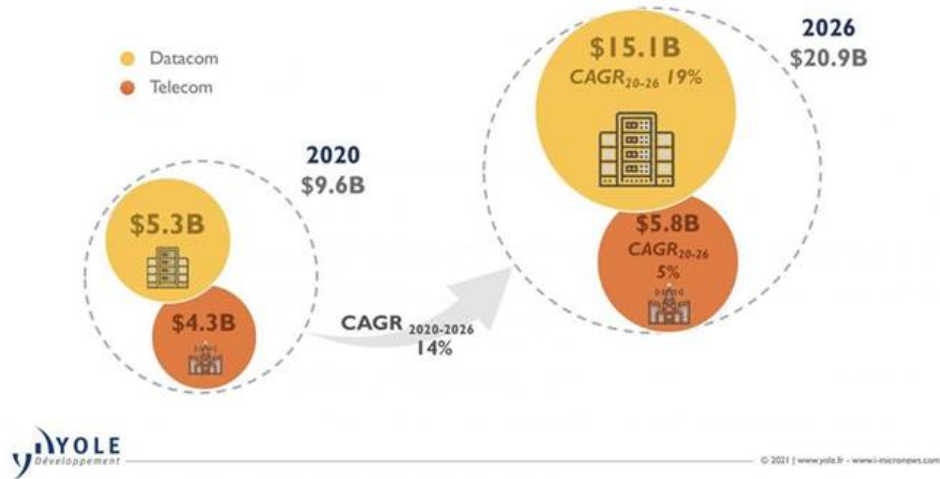 Datacom
Telecom
2020
$9.6B
$5.3B
$4.3B
CAGR 2020-2026
14%
2026
$20.9B
$15.1B
CAGR20-26 19%
$5.8B
CAGR20-26
5%
YOLE
Développement
© 2021 | www.yole.fr - www.i-micronews.com